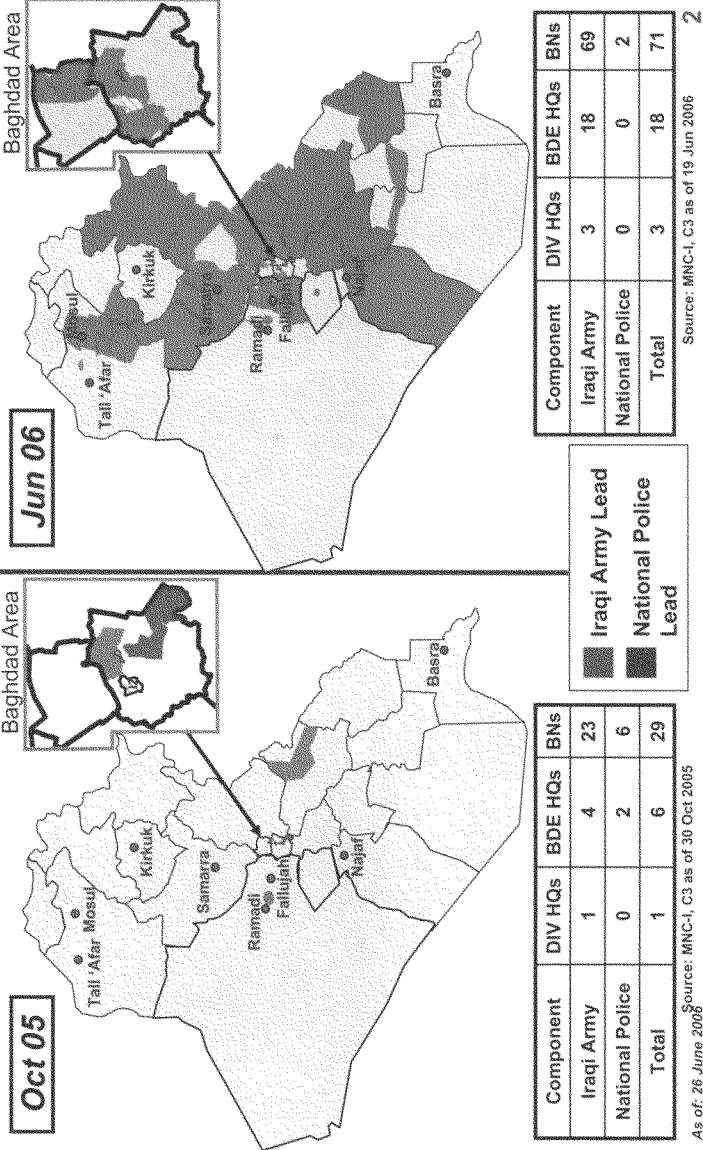 Oct 05
Baghdad Area
Tall 'Afar
Mosul
Kirkuk
Samarra
Ramadi
Fallujah
Najaf
Basra
Component DIV HQs BDE HQs BNs
Iraqi Army 1 4 23
National Police 0 2 6
Total 1 6 29
Source: MNC-I, C3 as of 30 Oct 2005
As of: 26 June 2006
Iraqi Army Lead
National Police
Lead
Jun 06
Baghdad Area
Tall 'Afar
Mosul
Kirkuk
Samarra
Ramadi
Fallujah
Najaf
Basra
Component DIV HQs BDE HQs BNs
Iraqi Army 3 18 69
National Police 0 0 2
Total 3 18 71
Source: MNC-I, C3 as of 19 Jun 2006
2